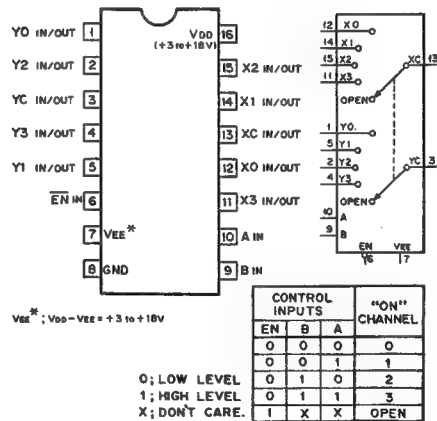 Y0 IN/OUT 1
Y2 IN/OUT 2
YC IN/OUT 3
Y3 IN/OUT 4
Y1 IN/OUT 5
EN IN 6
7 VEE*
8 GND
VDD 16
(+3 to +18V)
15 X2 IN/OUT
14 X1 IN/OUT
13 XC IN/OUT
12 X0 IN/OUT
11 X3 IN/OUT
10 A IN
9 B IN
12 X0
14 X1
15 X2
11 X3
OPEN
XC 13
1 Y0.
5 Y1
2 Y2
4 Y3
OPEN
YC 3
10 A
9 B
EN VEE
6 7
VEE*; VDD-VEE = +3 to +18V
CONTROL INPUTS "ON" CHANNEL
EN B A
0 0 0 0
0 0 1 1
0 1 0 2
0 1 1 3
1 X X OPEN
0; LOW LEVEL
1; HIGH LEVEL
X; DON'T CARE.